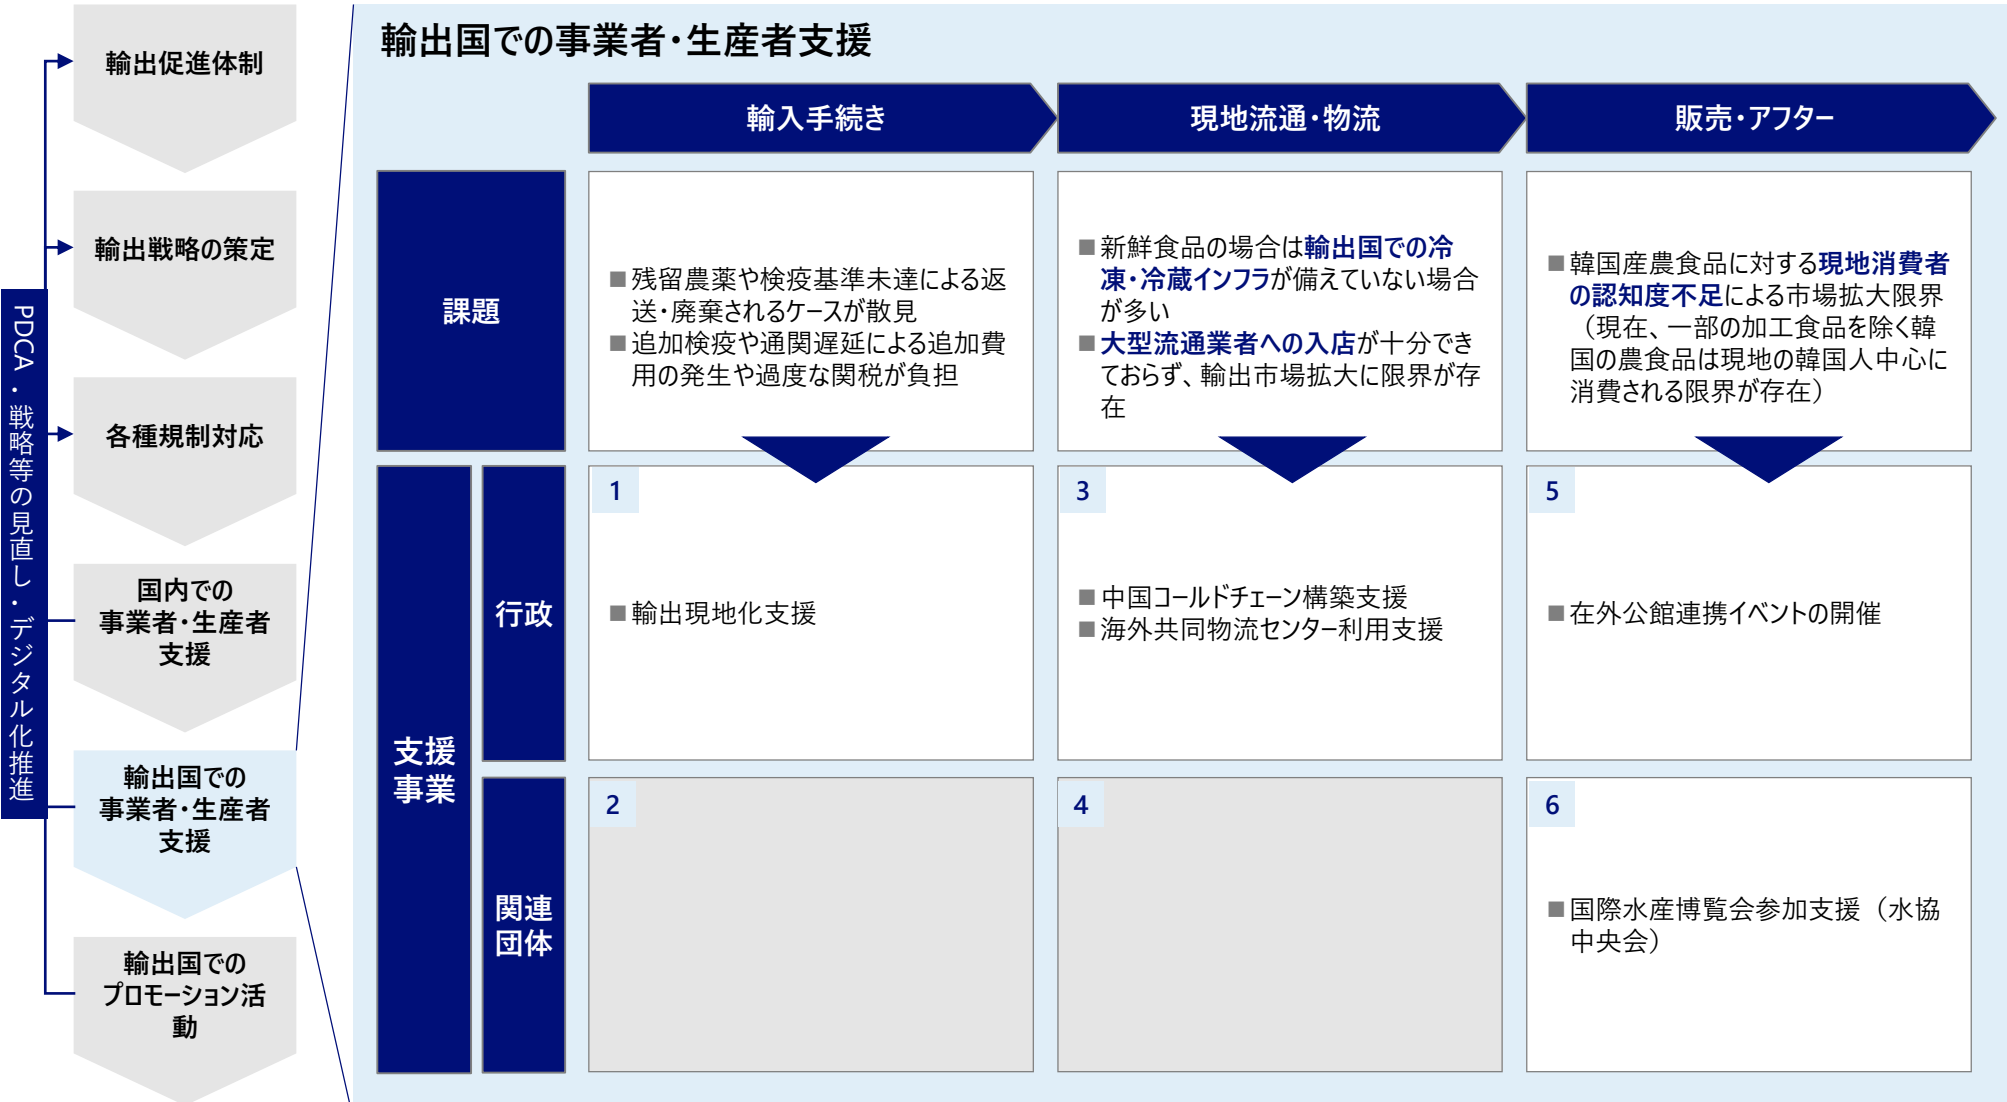 PDCA・戦略等の見直し・デジタル化推進
輸出促進体制
輸出戦略の策定
各種規制対応
国内での
事業者・生産者
支援
輸出国での
事業者・生産者
支援
輸出国での
プロモーション活
動
輸出国での事業者・生産者支援
輸入手続き
現地流通・物流
販売・アフター
課題
■残留農薬や検疫基準未達による返
送・廃棄されるケースが散見
■追加検疫や通関遅延による追加費
用の発生や過度な関税が負担
■新鮮食品の場合は輸出国での冷
凍・冷蔵インフラが備えていない場合
が多い
■大型流通業者への入店が十分でき
ておらず、輸出市場拡大に限界が存
在
■韓国産農食品に対する現地消費者
の認知度不足による市場拡大限界
（現在、一部の加工食品を除く韓
国の農食品は現地の韓国人中心に
消費される限界が存在）
支援
事業
行政
1
■輸出現地化支援
3
■中国コールドチェーン構築支援
■海外共同物流センター利用支援
5
■在外公館連携イベントの開催
関連
団体
2
4
6
■国際水産博覧会参加支援（水協
中央会）